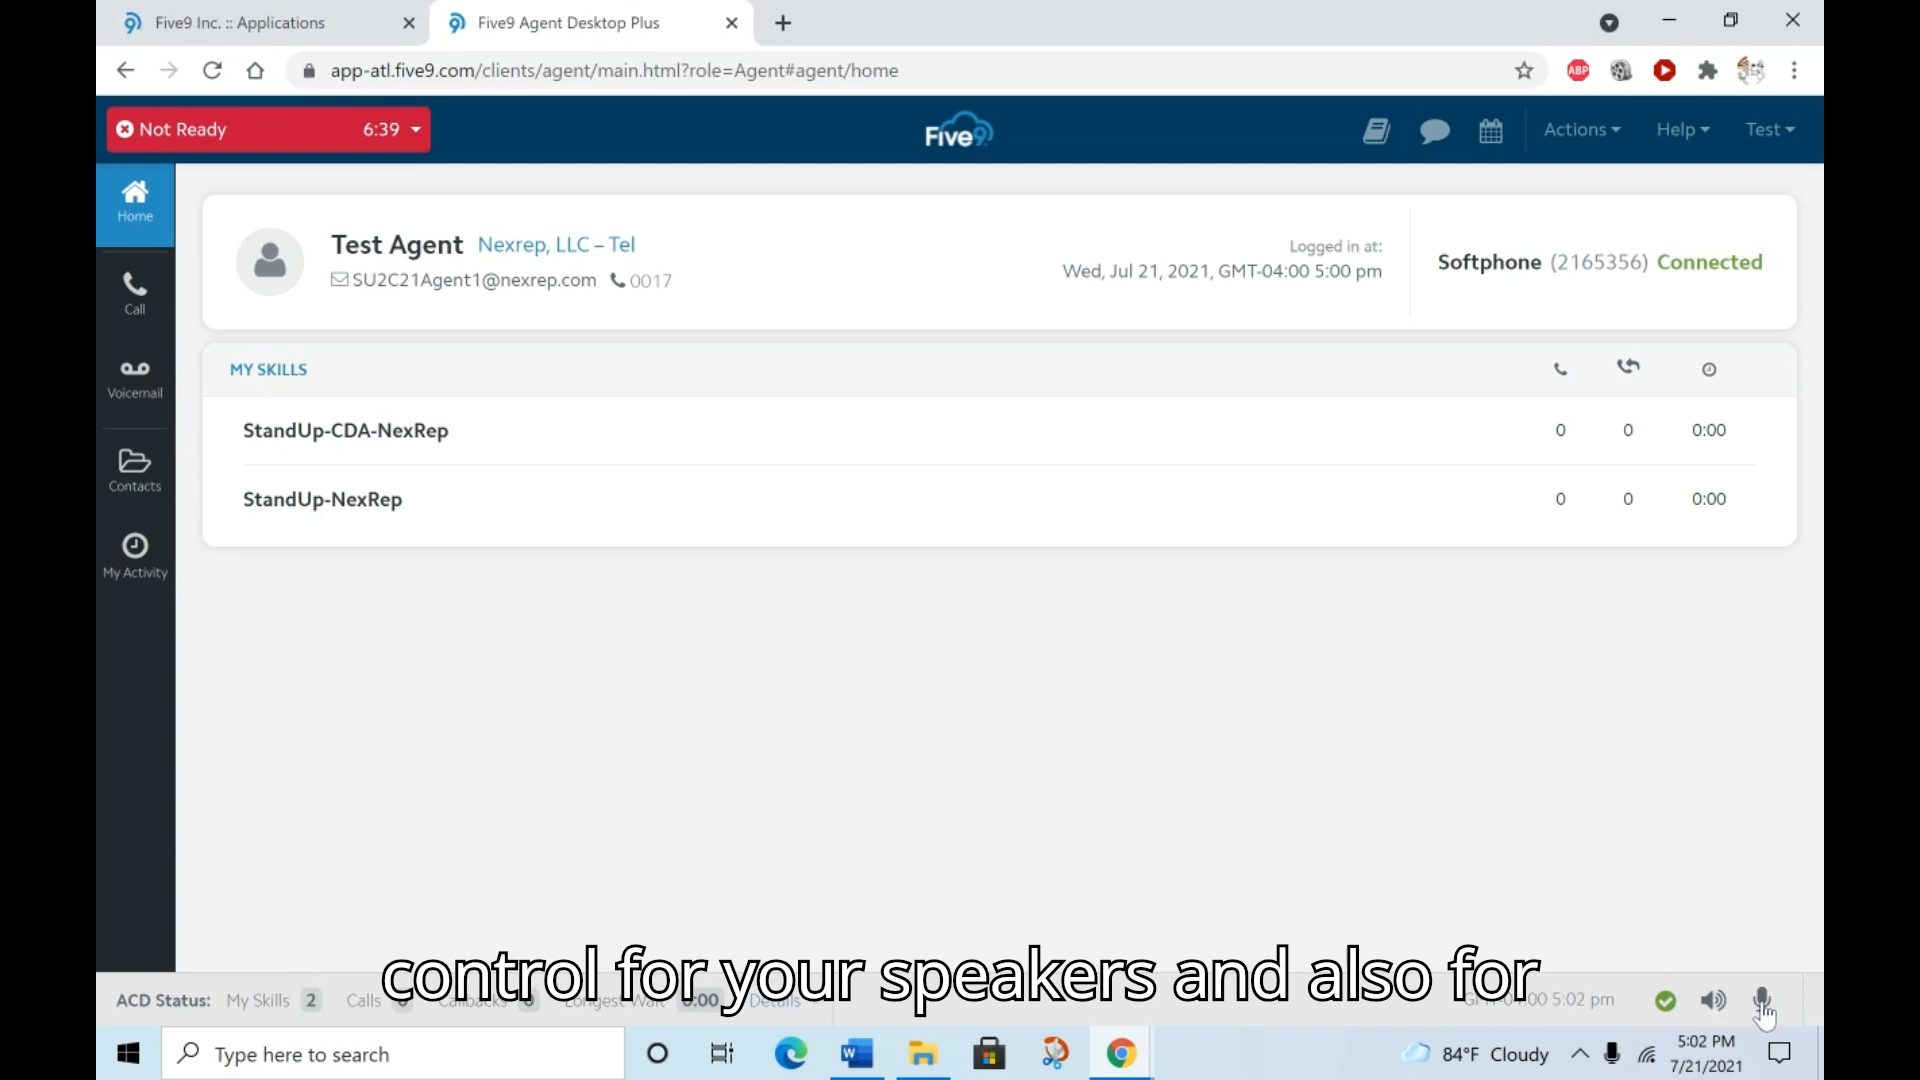 Five9 Inc. :: Applications
Five9 Agent Desktop Plus
app-atl.five9.com/clients/agent/main.html?role=Agent#agent/home
ABP
Not Ready 6:39
Five9
Actions Help Test
Home
Call
Voicemail
Contacts
My Activity
Test Agent Nexrep, LLC – Tel
SU2C21Agent1@nexrep.com 0017
Logged in at:
Wed, Jul 21, 2021, GMT-04:00 5:00 pm
Softphone (2165356) Connected
MY SKILLS
StandUp-CDA-NexRep 0 0 0:00
StandUp-NexRep 0 0 0:00
control for your speakers and also for
ACD Status: My Skills 2 Calls 0 Callbacks 0 Longest Wait 0:00 Details GMT-04:00 5:02 pm
Type here to search
84°F Cloudy
5:02 PM
7/21/2021